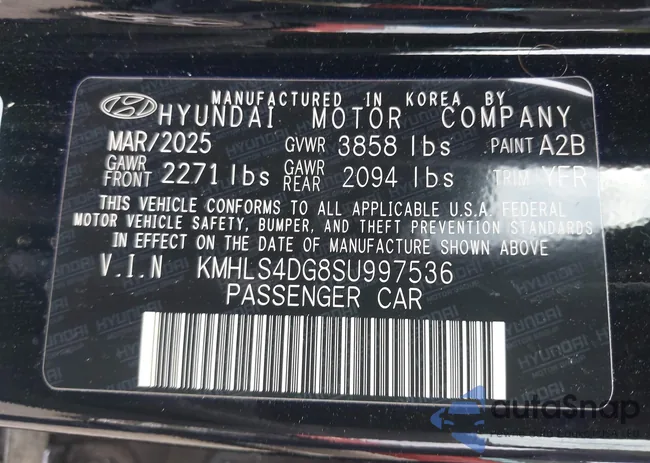 MANUFACTURED IN KOREA BY
HYUNDAI MOTOR COMPANY
MAR/2025 GVWR 3858 lbs PAINT A2B
GAWR FRONT 2271 lbs GAWR REAR 2094 lbs TRIM YFR
THIS VEHICLE CONFORMS TO ALL APPLICABLE U.S.A. FEDERAL
MOTOR VEHICLE SAFETY, BUMPER, AND THEFT PREVENTION STANDARDS
IN EFFECT ON THE DATE OF MANUFACTURE SHOWN ABOVE
V.I.N KMHLS4DG8SU997536
PASSENGER CAR
autoSnap